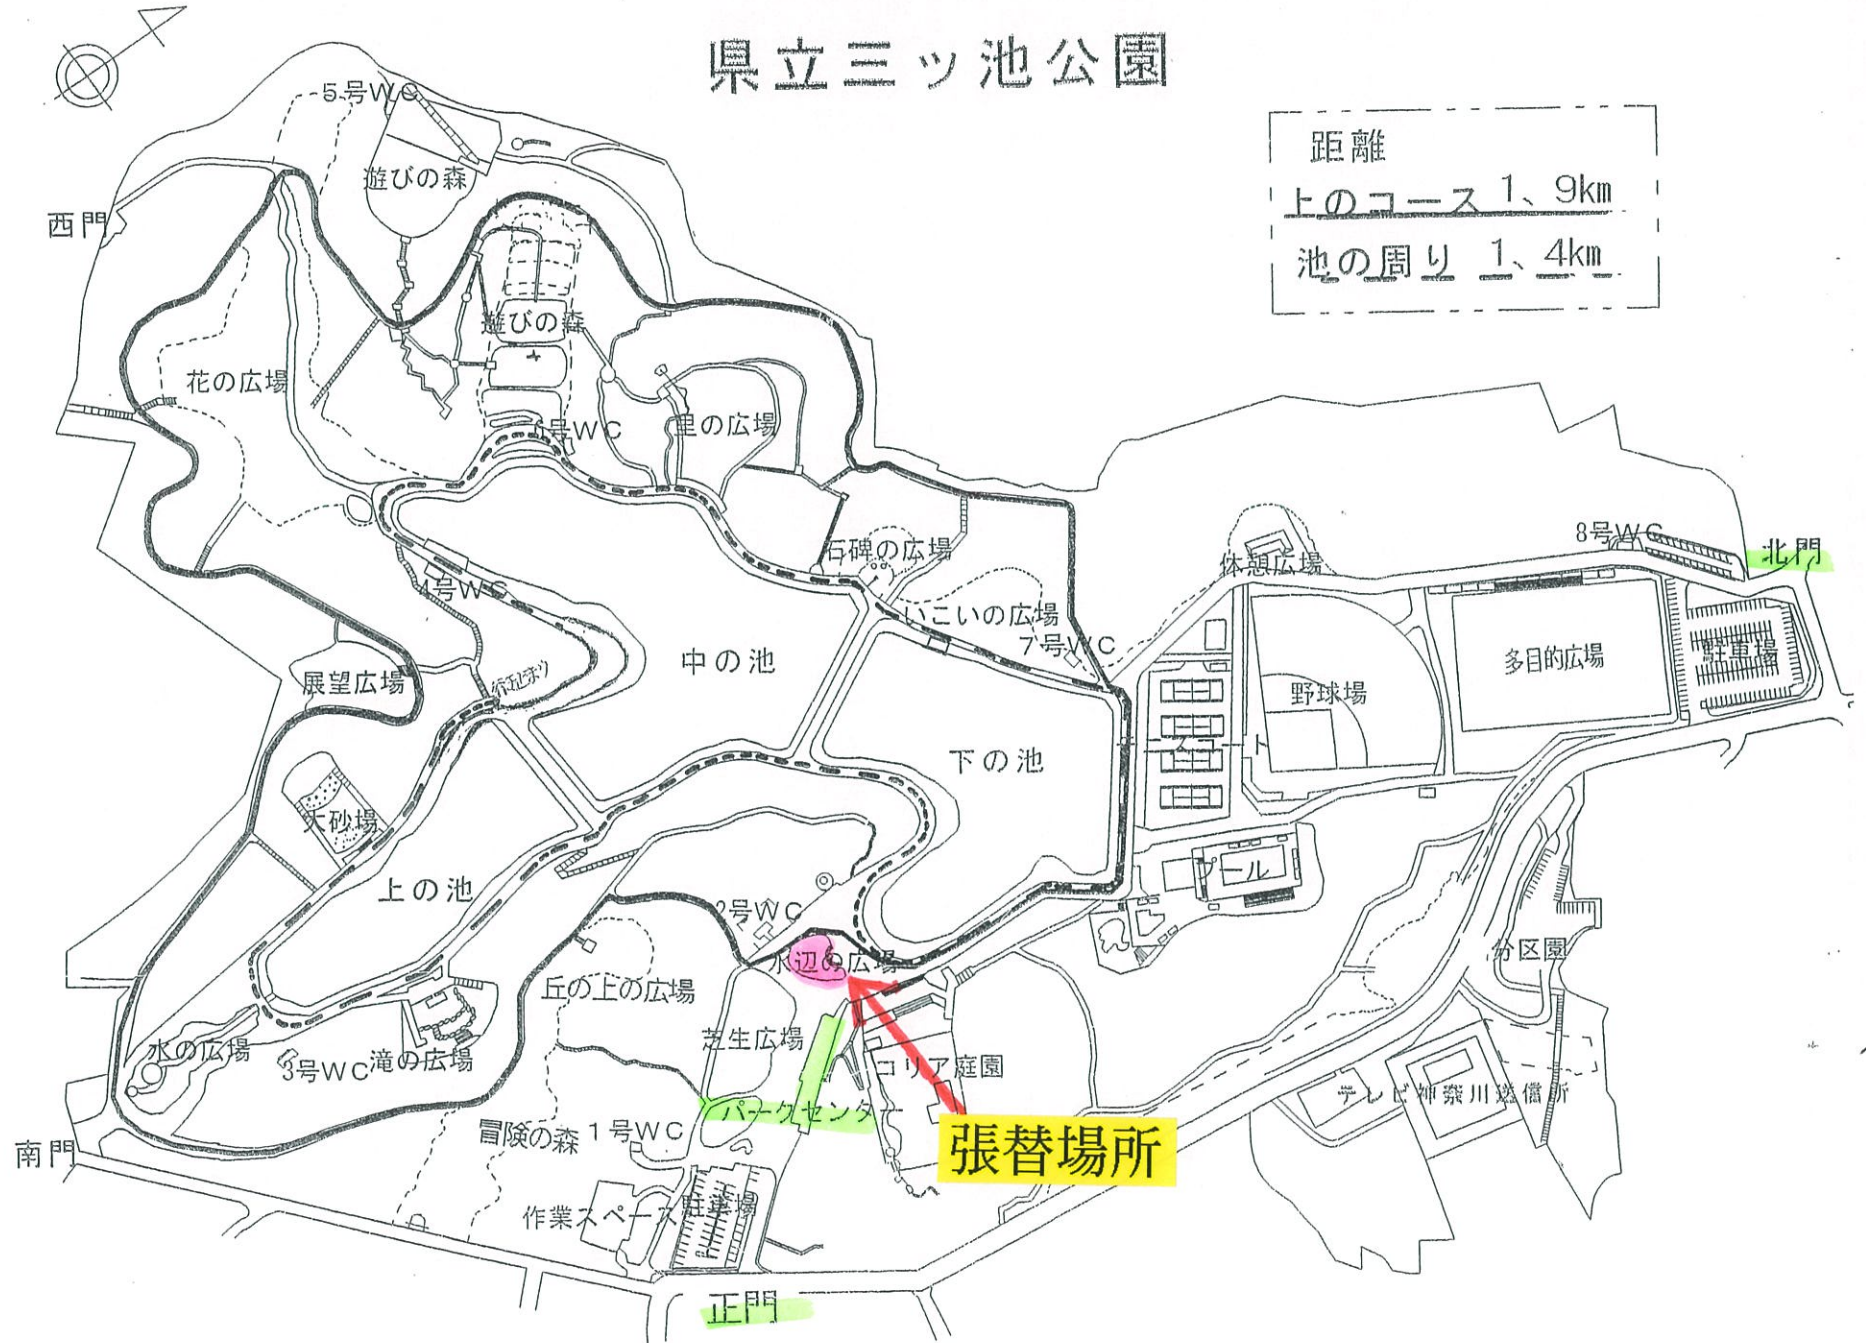 県立三ッ池公園
距離
上のコース 1、9km
池の周り 1、4km
5号WC
遊びの森
西門
遊びの森
花の広場
号WC
里の広場
8号WC
北門
石碑の広場
休憩広場
4号WC
いこいの広場
7号WC
中の池
多目的広場
駐車場
展望広場
行き止まり
野球場
下の池
大砂場
プール
上の池
2号WC
分区園
水辺の広場
丘の上の広場
芝生広場
水の広場
3号WC
滝の広場
コリア庭園
テレビ神奈川送信所
パークセンター
冒険の森
1号WC
張替場所
南門
作業スペース
駐車場
正門